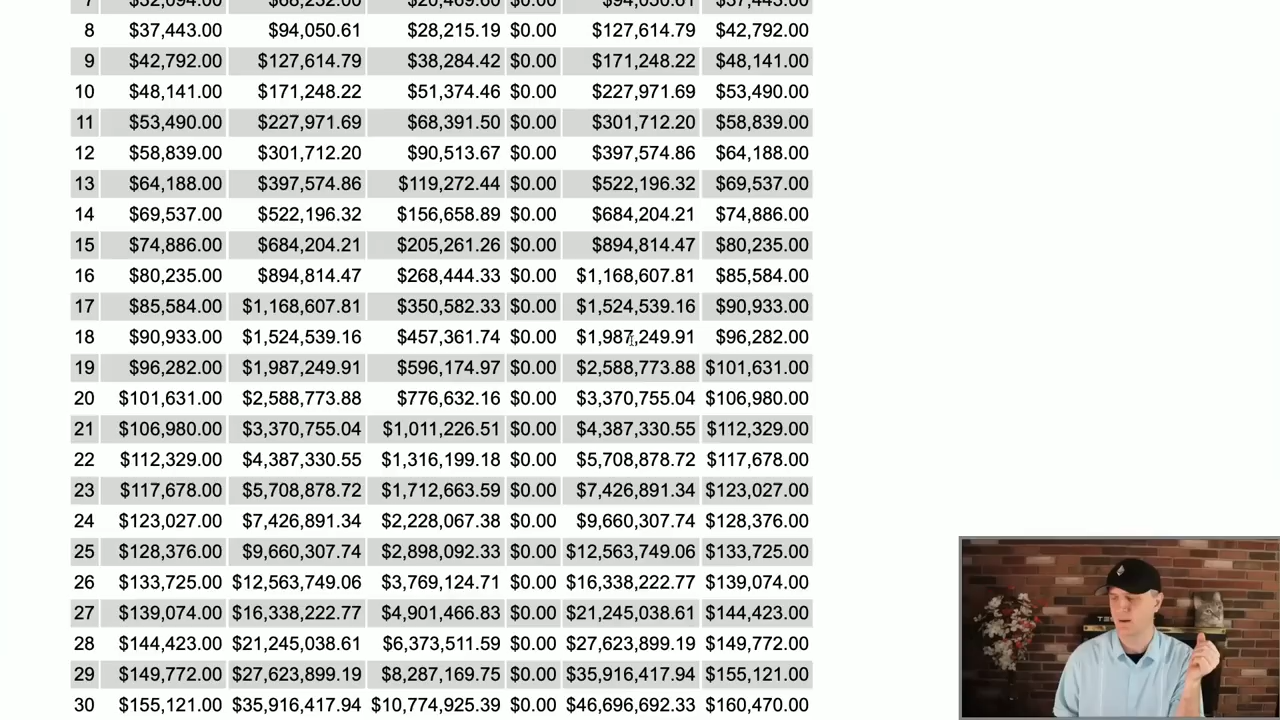 7 $32,094.00 $68,232.00 $20,469.60 $0.00 $94,050.61 $37,443.00
8 $37,443.00 $94,050.61 $28,215.19 $0.00 $127,614.79 $42,792.00
9 $42,792.00 $127,614.79 $38,284.42 $0.00 $171,248.22 $48,141.00
10 $48,141.00 $171,248.22 $51,374.46 $0.00 $227,971.69 $53,490.00
11 $53,490.00 $227,971.69 $68,391.50 $0.00 $301,712.20 $58,839.00
12 $58,839.00 $301,712.20 $90,513.67 $0.00 $397,574.86 $64,188.00
13 $64,188.00 $397,574.86 $119,272.44 $0.00 $522,196.32 $69,537.00
14 $69,537.00 $522,196.32 $156,658.89 $0.00 $684,204.21 $74,886.00
15 $74,886.00 $684,204.21 $205,261.26 $0.00 $894,814.47 $80,235.00
16 $80,235.00 $894,814.47 $268,444.33 $0.00 $1,168,607.81 $85,584.00
17 $85,584.00 $1,168,607.81 $350,582.33 $0.00 $1,524,539.16 $90,933.00
18 $90,933.00 $1,524,539.16 $457,361.74 $0.00 $1,987,249.91 $96,282.00
19 $96,282.00 $1,987,249.91 $596,174.97 $0.00 $2,588,773.88 $101,631.00
20 $101,631.00 $2,588,773.88 $776,632.16 $0.00 $3,370,755.04 $106,980.00
21 $106,980.00 $3,370,755.04 $1,011,226.51 $0.00 $4,387,330.55 $112,329.00
22 $112,329.00 $4,387,330.55 $1,316,199.18 $0.00 $5,708,878.72 $117,678.00
23 $117,678.00 $5,708,878.72 $1,712,663.59 $0.00 $7,426,891.34 $123,027.00
24 $123,027.00 $7,426,891.34 $2,228,067.38 $0.00 $9,660,307.74 $128,376.00
25 $128,376.00 $9,660,307.74 $2,898,092.33 $0.00 $12,563,749.06 $133,725.00
26 $133,725.00 $12,563,749.06 $3,769,124.71 $0.00 $16,338,222.77 $139,074.00
27 $139,074.00 $16,338,222.77 $4,901,466.83 $0.00 $21,245,038.61 $144,423.00
28 $144,423.00 $21,245,038.61 $6,373,511.59 $0.00 $27,623,899.19 $149,772.00
29 $149,772.00 $27,623,899.19 $8,287,169.75 $0.00 $35,916,417.94 $155,121.00
30 $155,121.00 $35,916,417.94 $10,774,925.39 $0.00 $46,696,692.33 $160,470.00